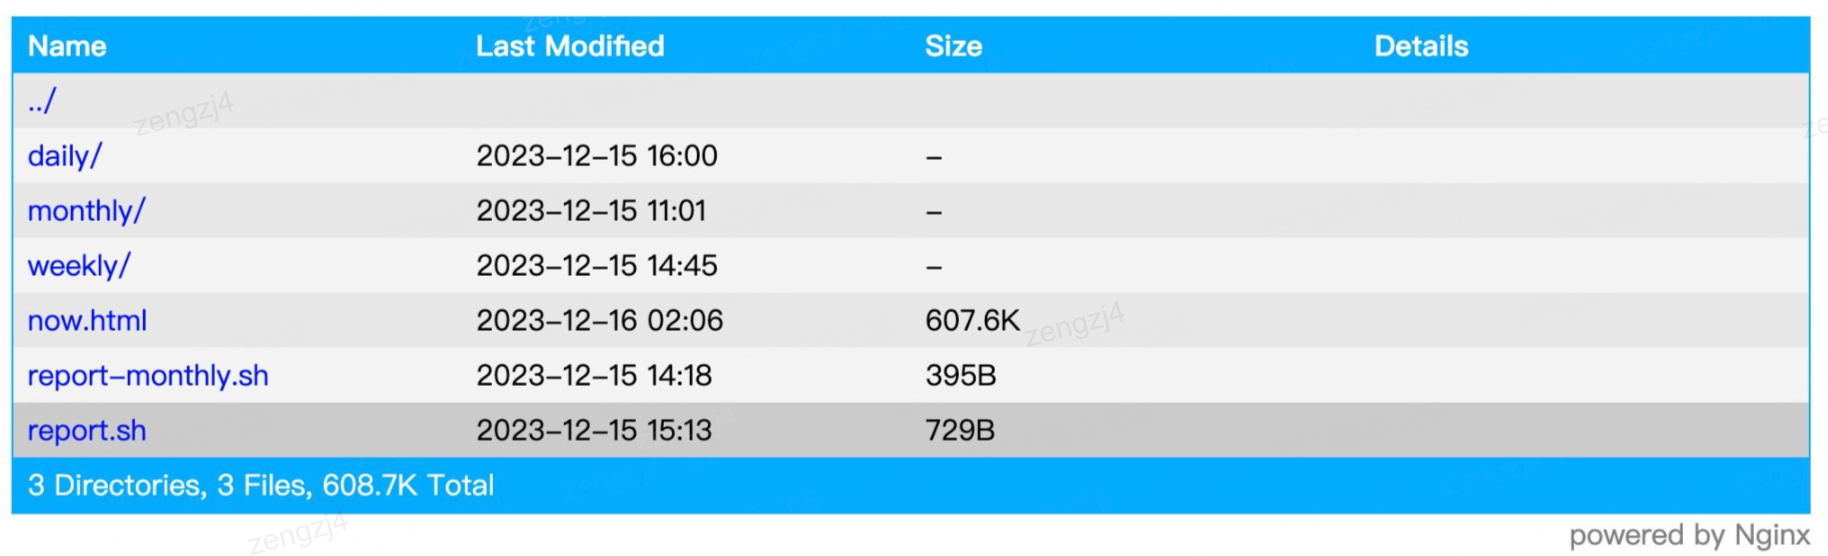 Name Last Modified Size Details
../
daily/ 2023-12-15 16:00 -
monthly/ 2023-12-15 11:01 -
weekly/ 2023-12-15 14:45 -
now.html 2023-12-16 02:06 607.6K
report-monthly.sh 2023-12-15 14:18 395B
report.sh 2023-12-15 15:13 729B
3 Directories, 3 Files, 608.7K Total
powered by Nginx
zengzj4
zengzj4
zengzj4